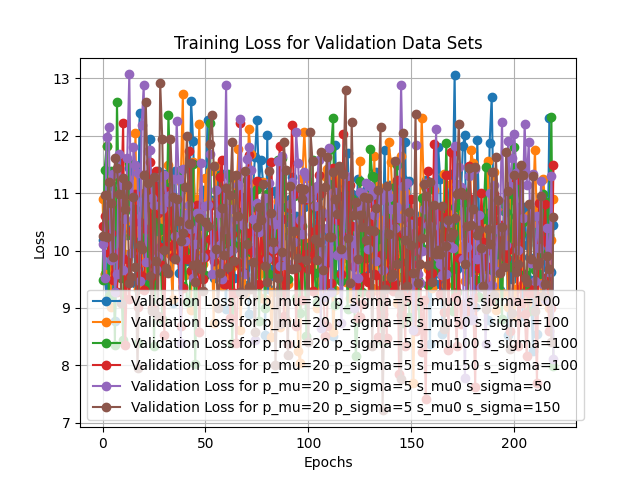 Training Loss for Validation Data Sets
13
12
11
10
9
8
7
Loss
Validation Loss for p_mu=20 p_sigma=5 s_mu0 s_sigma=100
Validation Loss for p_mu=20 p_sigma=5 s_mu50 s_sigma=100
Validation Loss for p_mu=20 p_sigma=5 s_mu100 s_sigma=100
Validation Loss for p_mu=20 p_sigma=5 s_mu150 s_sigma=100
Validation Loss for p_mu=20 p_sigma=5 s_mu0 s_sigma=50
Validation Loss for p_mu=20 p_sigma=5 s_mu0 s_sigma=150
0 50 100 150 200
Epochs